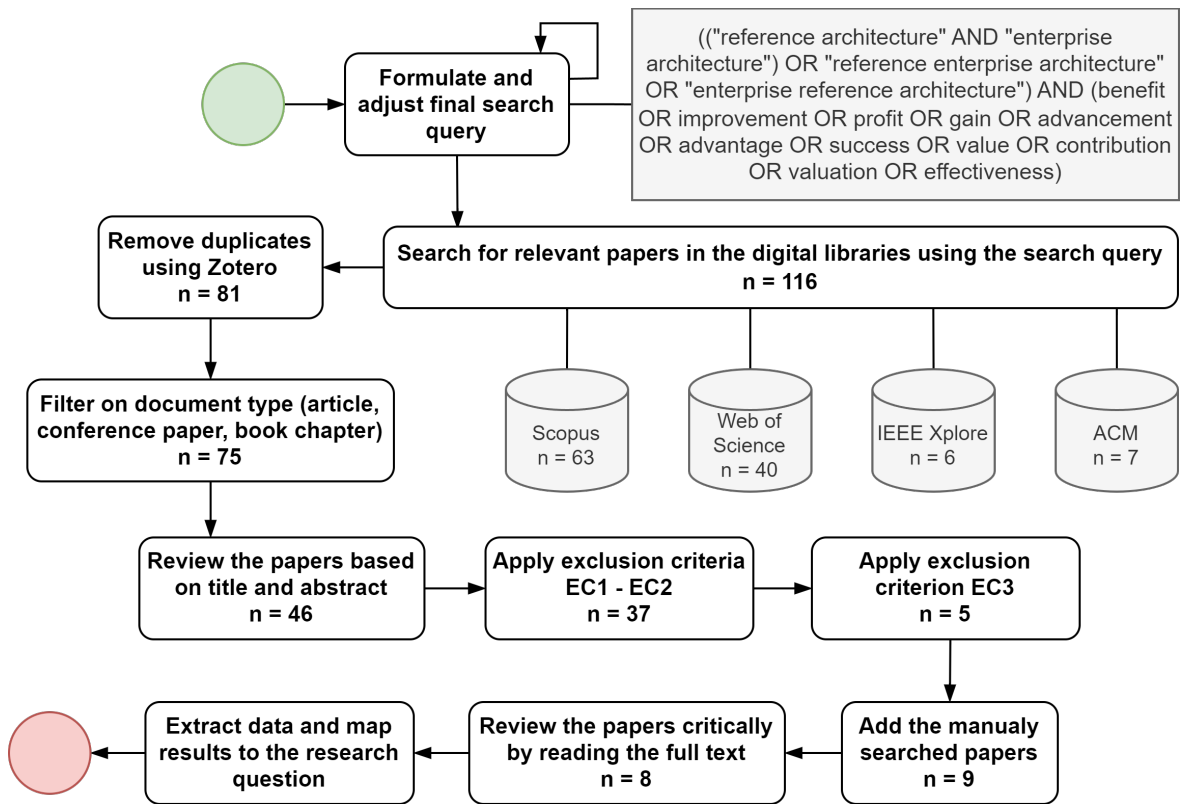 Formulate and
adjust final search
query
(("reference architecture" AND "enterprise
architecture") OR "reference enterprise architecture"
OR "enterprise reference architecture") AND (benefit
OR improvement OR profit OR gain OR advancement
OR advantage OR success OR value OR contribution
OR valuation OR effectiveness)
Search for relevant papers in the digital libraries using the search query
n = 116
Scopus
n = 63
Web of
Science
n = 40
IEEE Xplore
n = 6
ACM
n = 7
Remove duplicates
using Zotero
n = 81
Filter on document type (article,
conference paper, book chapter)
n = 75
Review the papers based
on title and abstract
n = 46
Apply exclusion criteria
EC1 - EC2
n = 37
Apply exclusion
criterion EC3
n = 5
Add the manualy
searched papers
n = 9
Review the papers critically
by reading the full text
n = 8
Extract data and map
results to the research
question